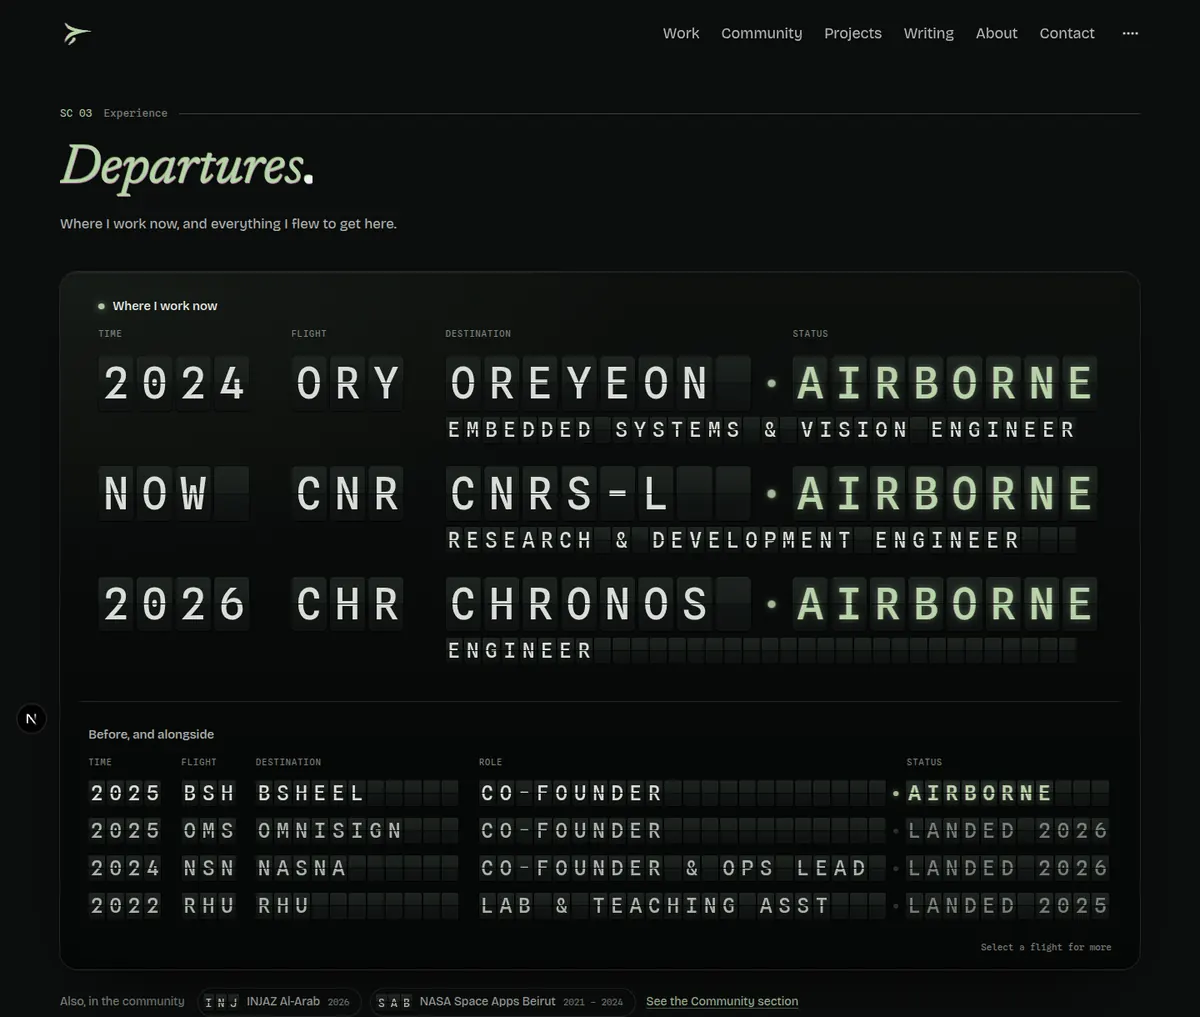 Work Community Projects Writing About Contact
SC 03 Experience
Departures.
Where I work now, and everything I flew to get here.
Where I work now
TIME FLIGHT DESTINATION STATUS
2024 ORY OREYEON AIRBORNE
EMBEDDED SYSTEMS & VISION ENGINEER
NOW CNR CNRS-L AIRBORNE
RESEARCH & DEVELOPMENT ENGINEER
2026 CHR CHRONOS AIRBORNE
ENGINEER
N
Before, and alongside
TIME FLIGHT DESTINATION ROLE STATUS
2025 BSH BSHEEL CO-FOUNDER AIRBORNE
2025 OMS OMNISIGN CO-FOUNDER LANDED 2026
2024 NSN NASNA CO-FOUNDER & OPS LEAD LANDED 2026
2022 RHU RHU LAB & TEACHING ASST LANDED 2025
Select a flight for more
Also, in the community INJ INJAZ Al-Arab 2026 SAB NASA Space Apps Beirut 2021 – 2024 See the Community section